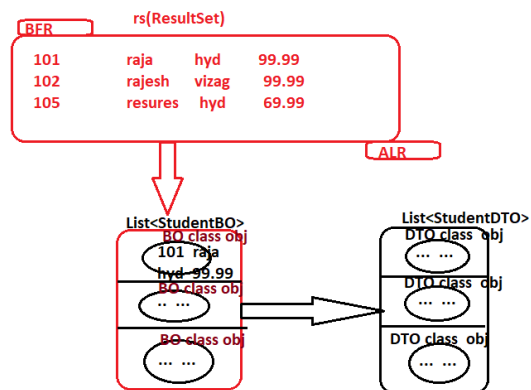 rs(ResultSet)
BFR
101 raja hyd 99.99
102 rajesh vizag 99.99
105 resures hyd 69.99
ALR
List<StudentBO>
BO class obj
101 raja
hyd 99.99
BO class obj
.. ...
BO class obj
... ...
List<StudentDTO>
DTO class obj
... ...
DTO class obj
... ...
DTO class obj
... ...